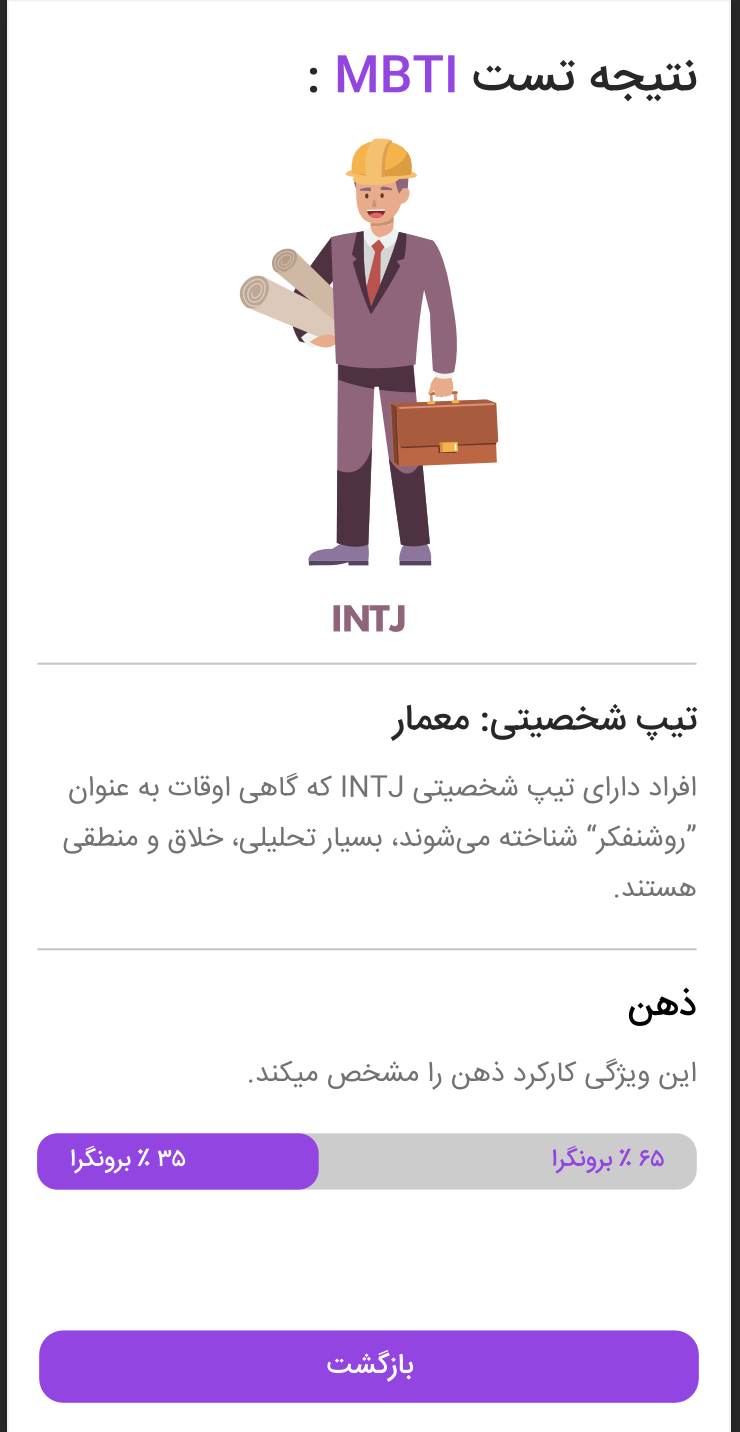 نتیجه تست MBTI :
INTJ
تیپ شخصیتی: معمار
افراد دارای تیپ شخصیتی INTJ که گاهی اوقات به عنوان
”روشنفکر“ شناخته می‌شوند، بسیار تحلیلی، خلاق و منطقی
هستند.
ذهن
این ویژگی کارکرد ذهن را مشخص میکند.
۶۵ ٪ برونگرا
۳۵ ٪ برونگرا
بازگشت